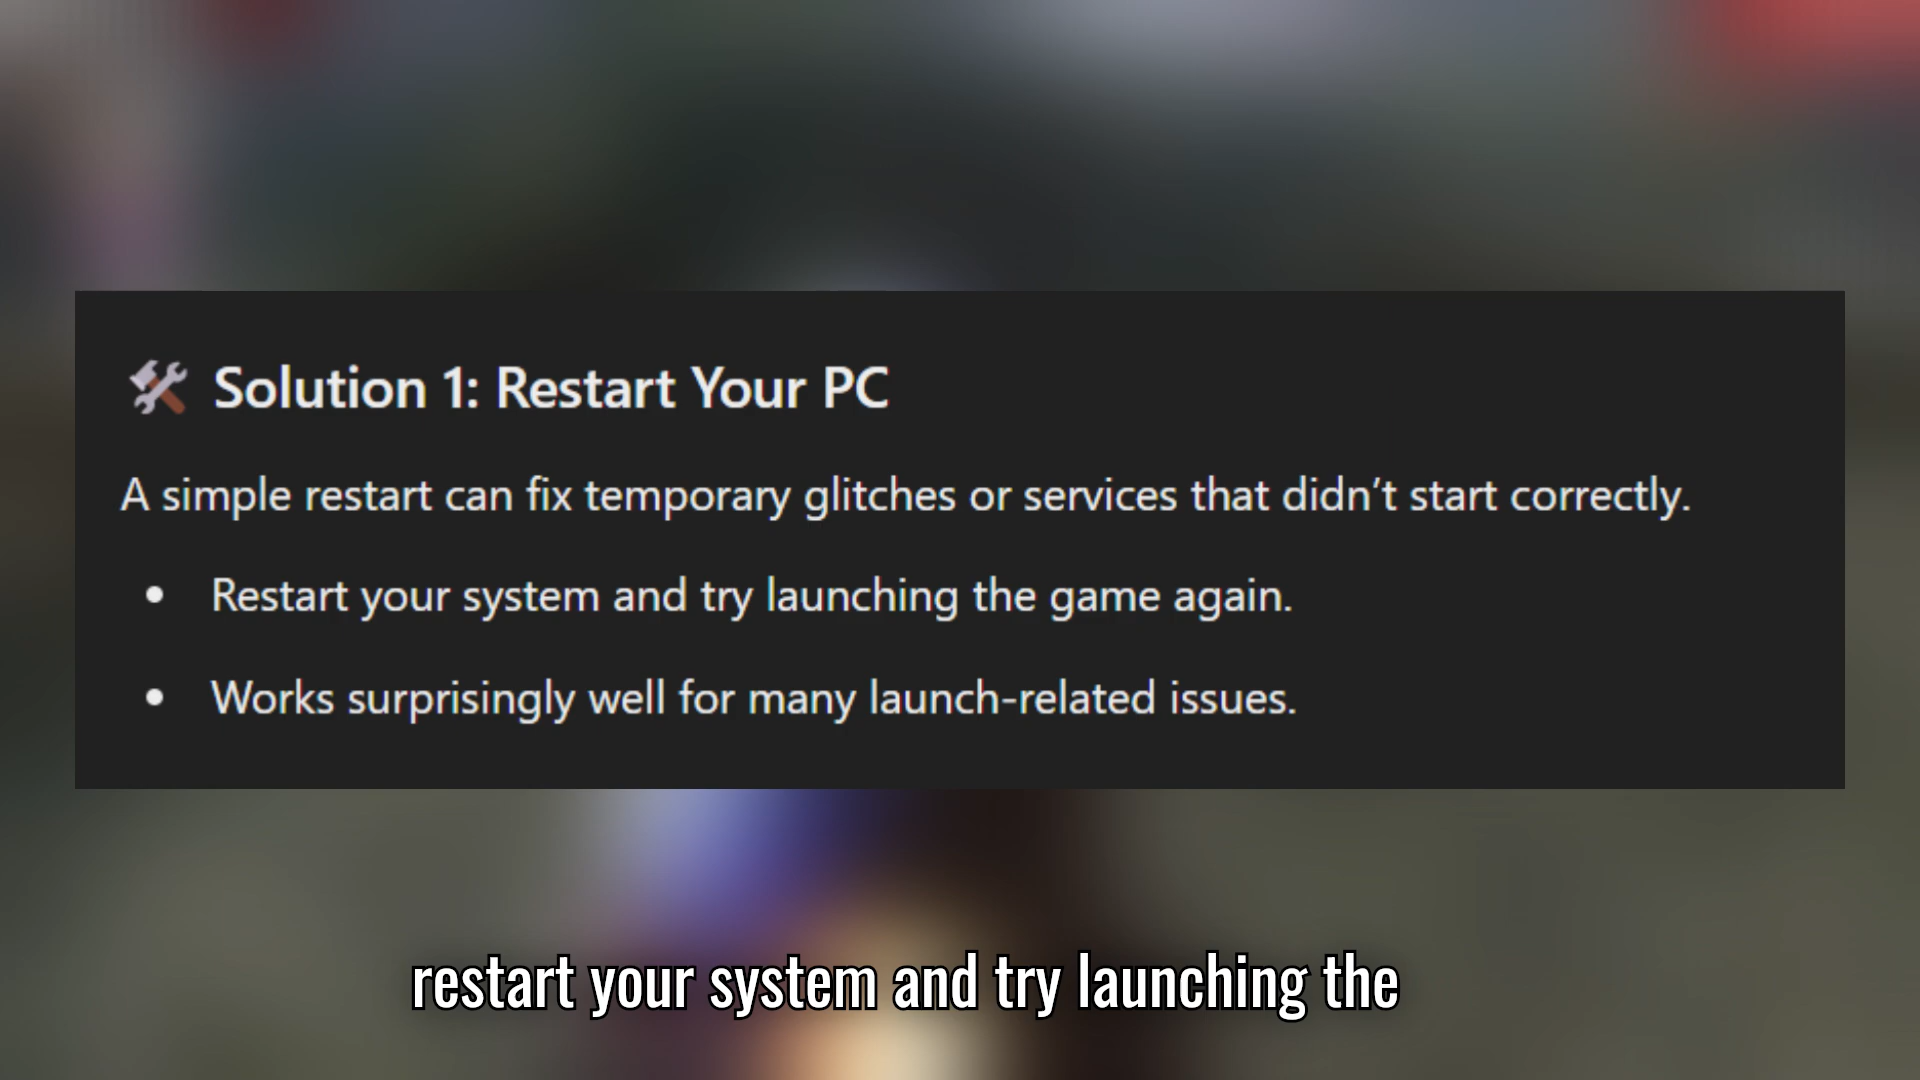 🛠️ Solution 1: Restart Your PC
A simple restart can fix temporary glitches or services that didn’t start correctly.
• Restart your system and try launching the game again.
• Works surprisingly well for many launch-related issues.
restart your system and try launching the